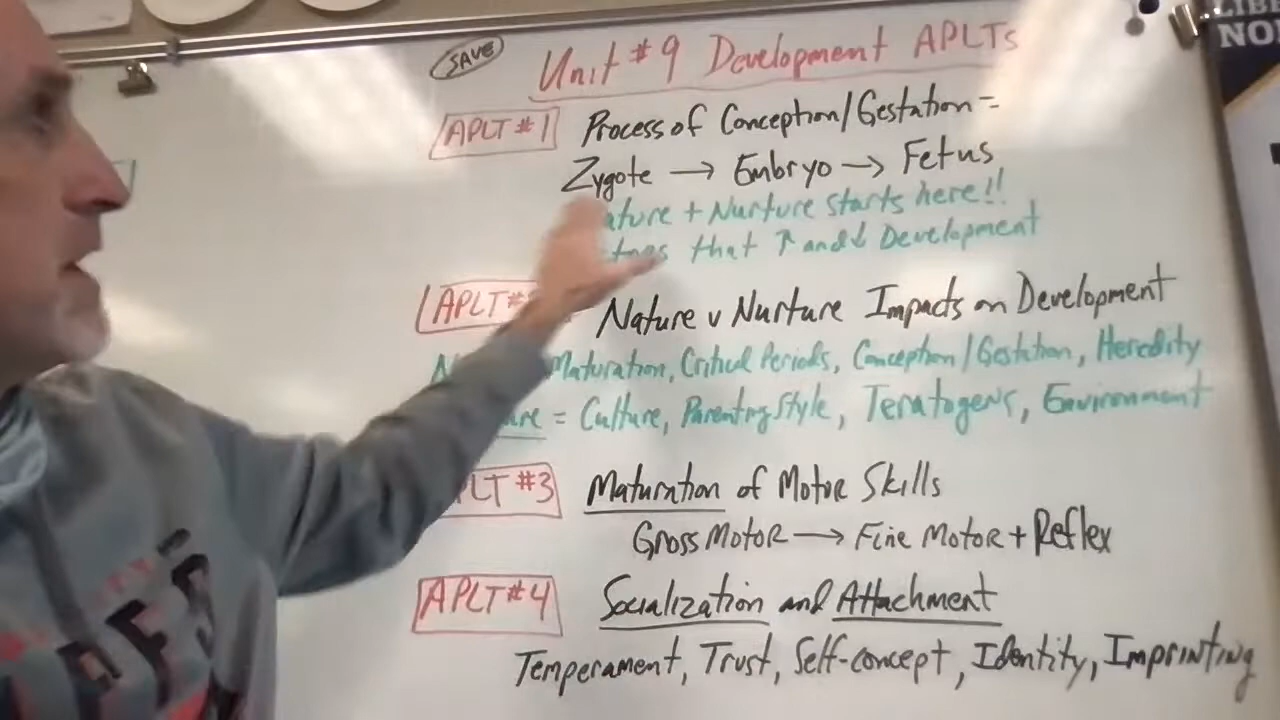 SAVE
Unit #9 Development APLTs
APLT #1 Process of Conception/Gestation =
Zygote → Embryo → Fetus
ature + Nurture starts here!!
that ↑ and ↓ Development
APLT # Nature v Nurture Impacts on Development
Maturation, Critical Periods, Conception/Gestation, Heredity
ure = Culture, Parenting Style, Teratogens, Environment
PLT #3 Maturation of Motor Skills
Gross Motor → Fine Motor + Reflex
APLT #4 Socialization and Attachment
Temperament, Trust, Self-concept, Identity, Imprinting
LIBE
NO